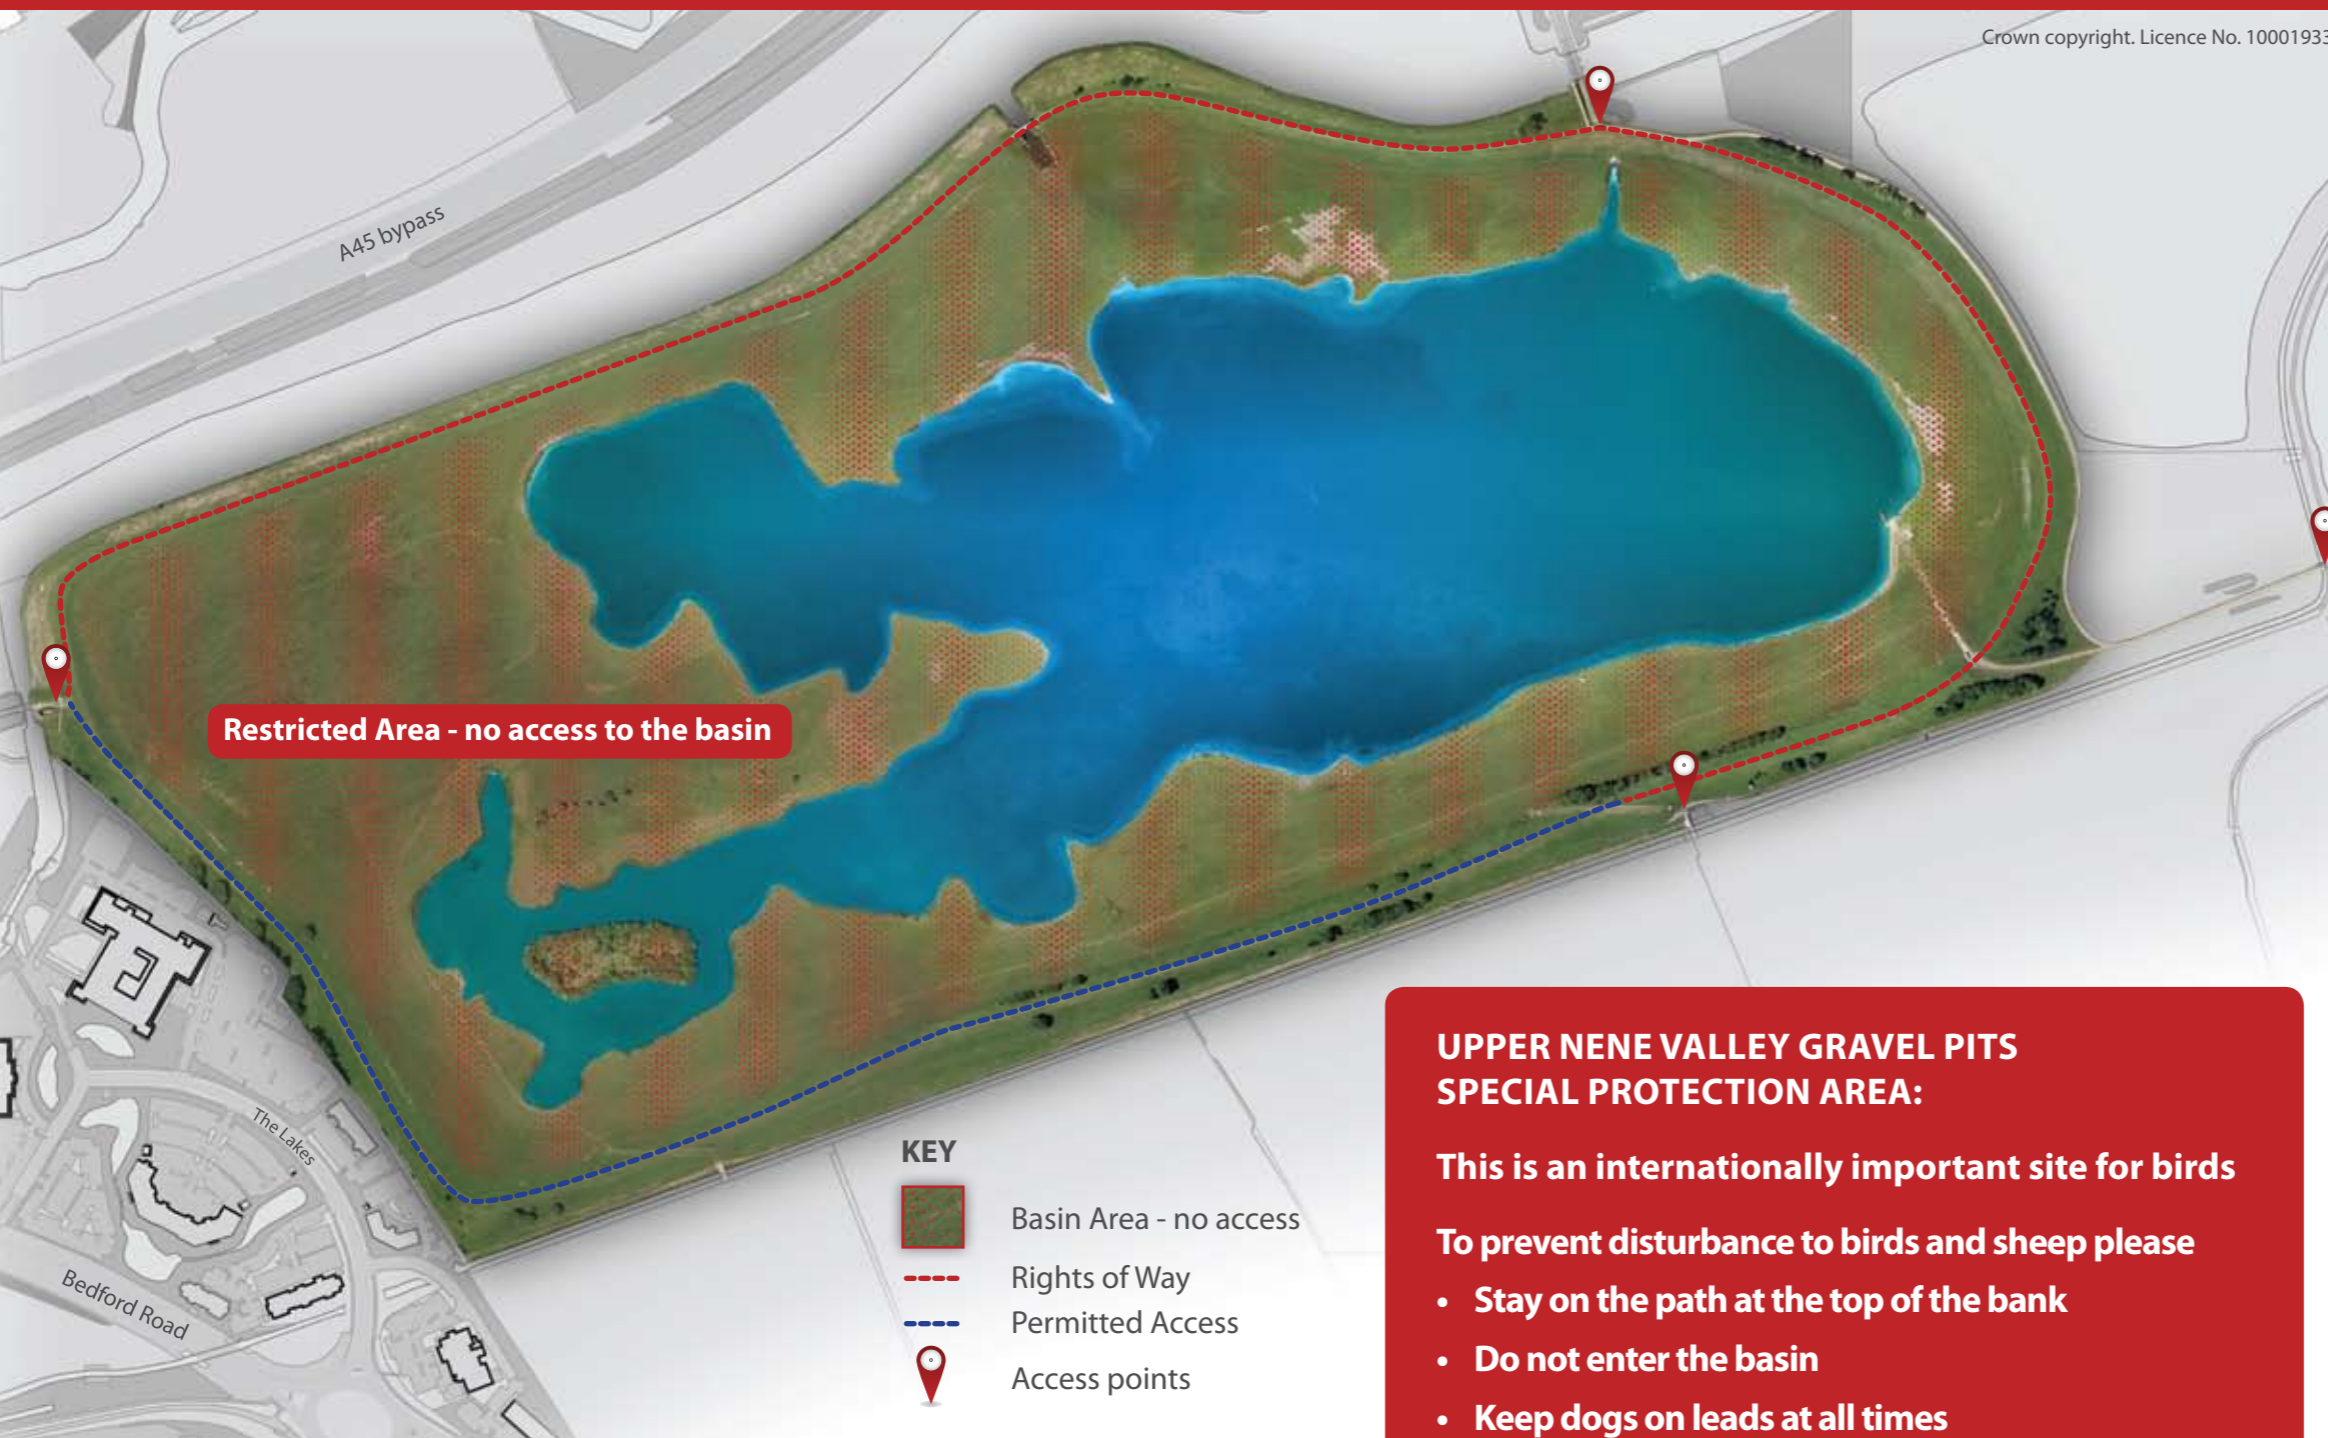 Crown copyright. Licence No. 10001933
A45 bypass
Restricted Area - no access to the basin
The Lakes
Bedford Road
KEY
Basin Area - no access
Rights of Way
Permitted Access
Access points
UPPER NENE VALLEY GRAVEL PITS
SPECIAL PROTECTION AREA:
This is an internationally important site for birds
To prevent disturbance to birds and sheep please
• Stay on the path at the top of the bank
• Do not enter the basin
• Keep dogs on leads at all times